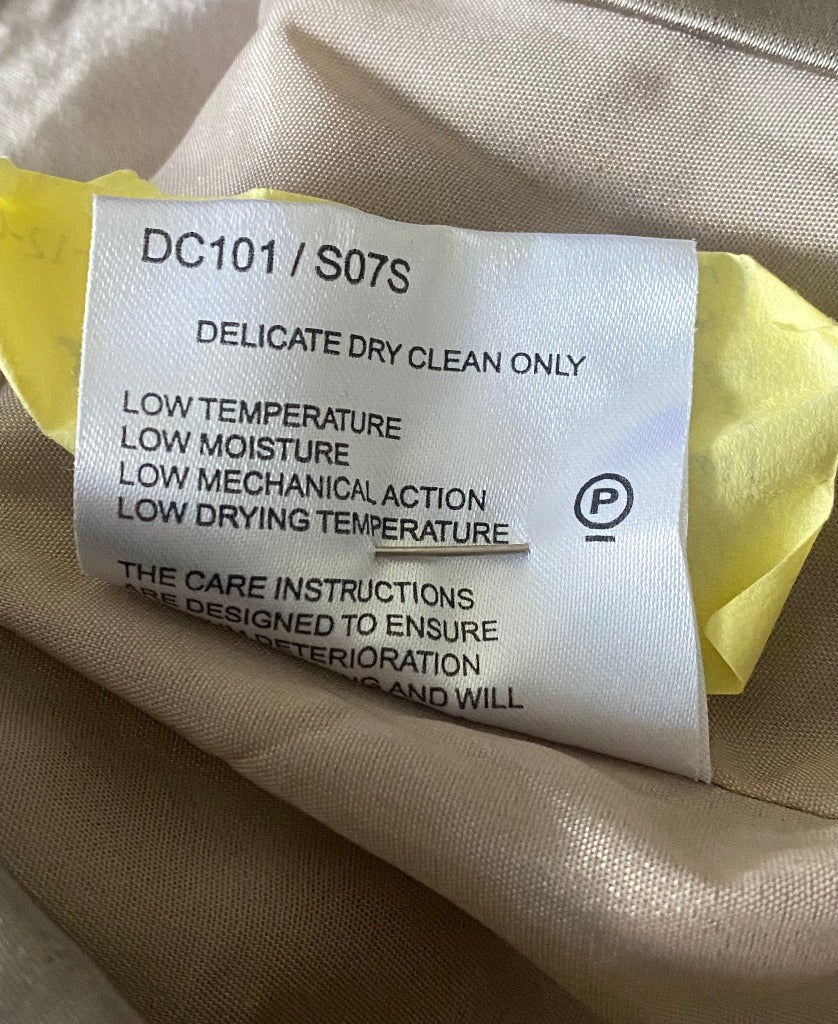 DC101 / S07S
DELICATE DRY CLEAN ONLY
LOW TEMPERATURE
LOW MOISTURE
LOW MECHANICAL ACTION
LOW DRYING TEMPERATURE
P
THE CARE INSTRUCTIONS
ARE DESIGNED TO ENSURE
DETERIORATION
AND WILL